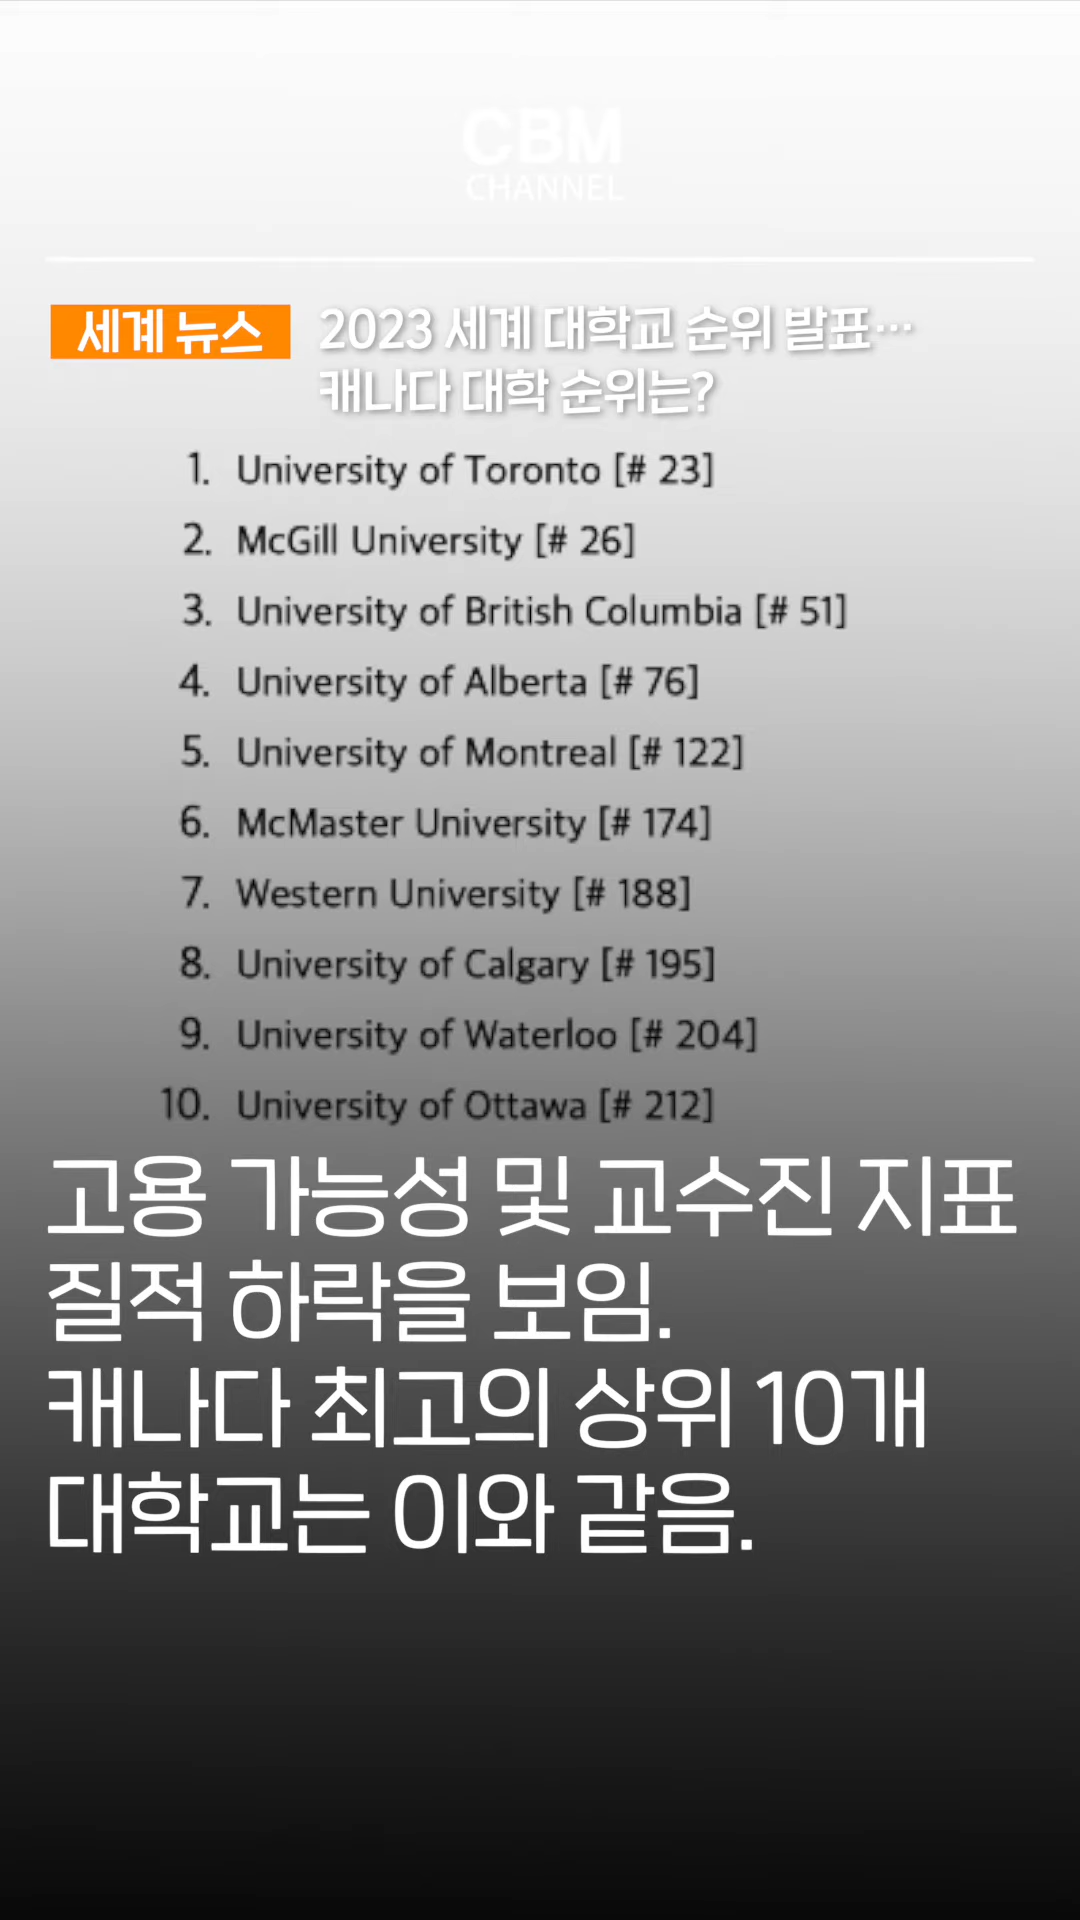 CBM
CHANNEL
세계 뉴스
2023 세계 대학교 순위 발표…
캐나다 대학 순위는?
1. University of Toronto [# 23]
2. McGill University [# 26]
3. University of British Columbia [# 51]
4. University of Alberta [# 76]
5. University of Montreal [# 122]
6. McMaster University [# 174]
7. Western University [# 188]
8. University of Calgary [# 195]
9. University of Waterloo [# 204]
10. University of Ottawa [# 212]
고용 가능성 및 교수진 지표
질적 하락을 보임.
캐나다 최고의 상위 10개
대학교는 이와 같음.